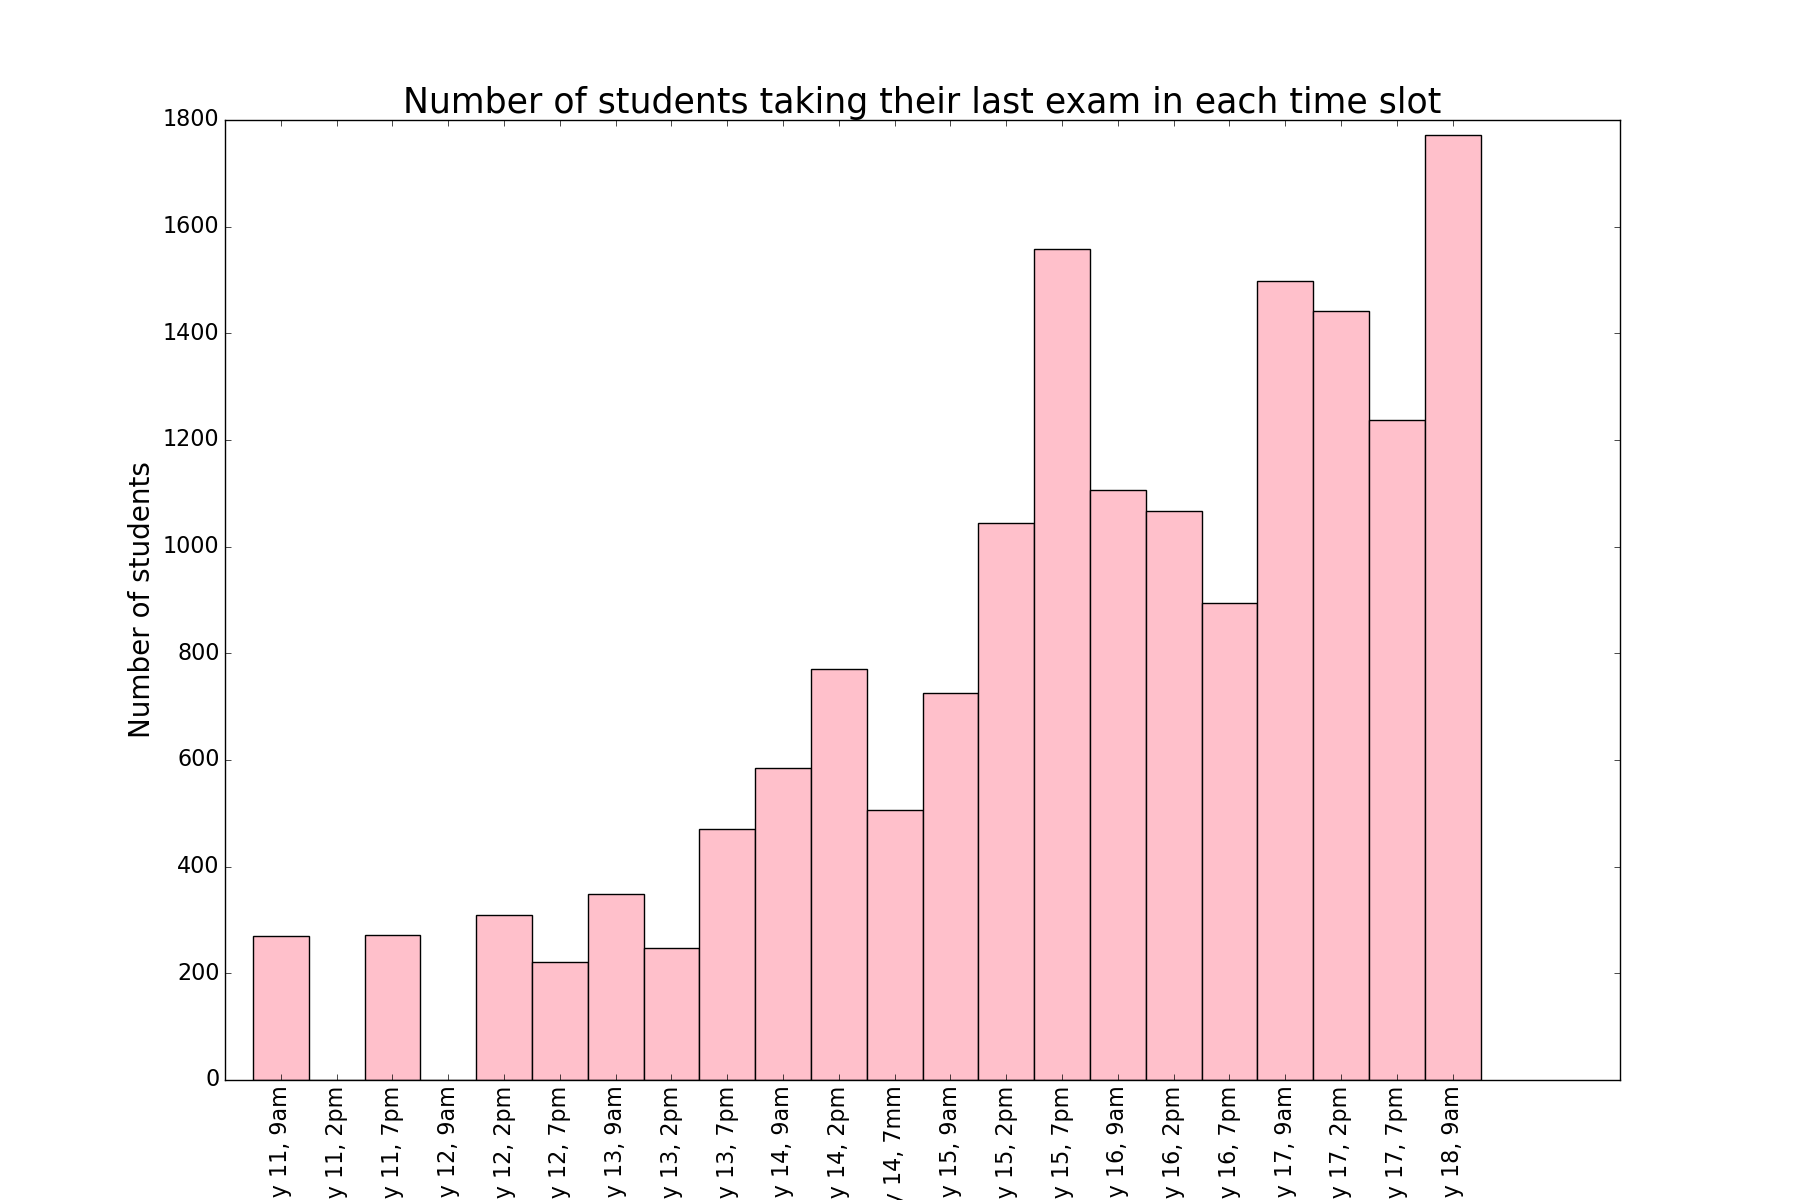 Number of students taking their last exam in each time slot
Number of students
1800
1600
1400
1200
1000
800
600
400
200
0
y 11, 9am
y 11, 2pm
y 11, 7pm
y 12, 9am
y 12, 2pm
y 12, 7pm
y 13, 9am
y 13, 2pm
y 13, 7pm
y 14, 9am
y 14, 2pm
y 14, 7mm
y 15, 9am
y 15, 2pm
y 15, 7pm
y 16, 9am
y 16, 2pm
y 16, 7pm
y 17, 9am
y 17, 2pm
y 17, 7pm
y 18, 9am